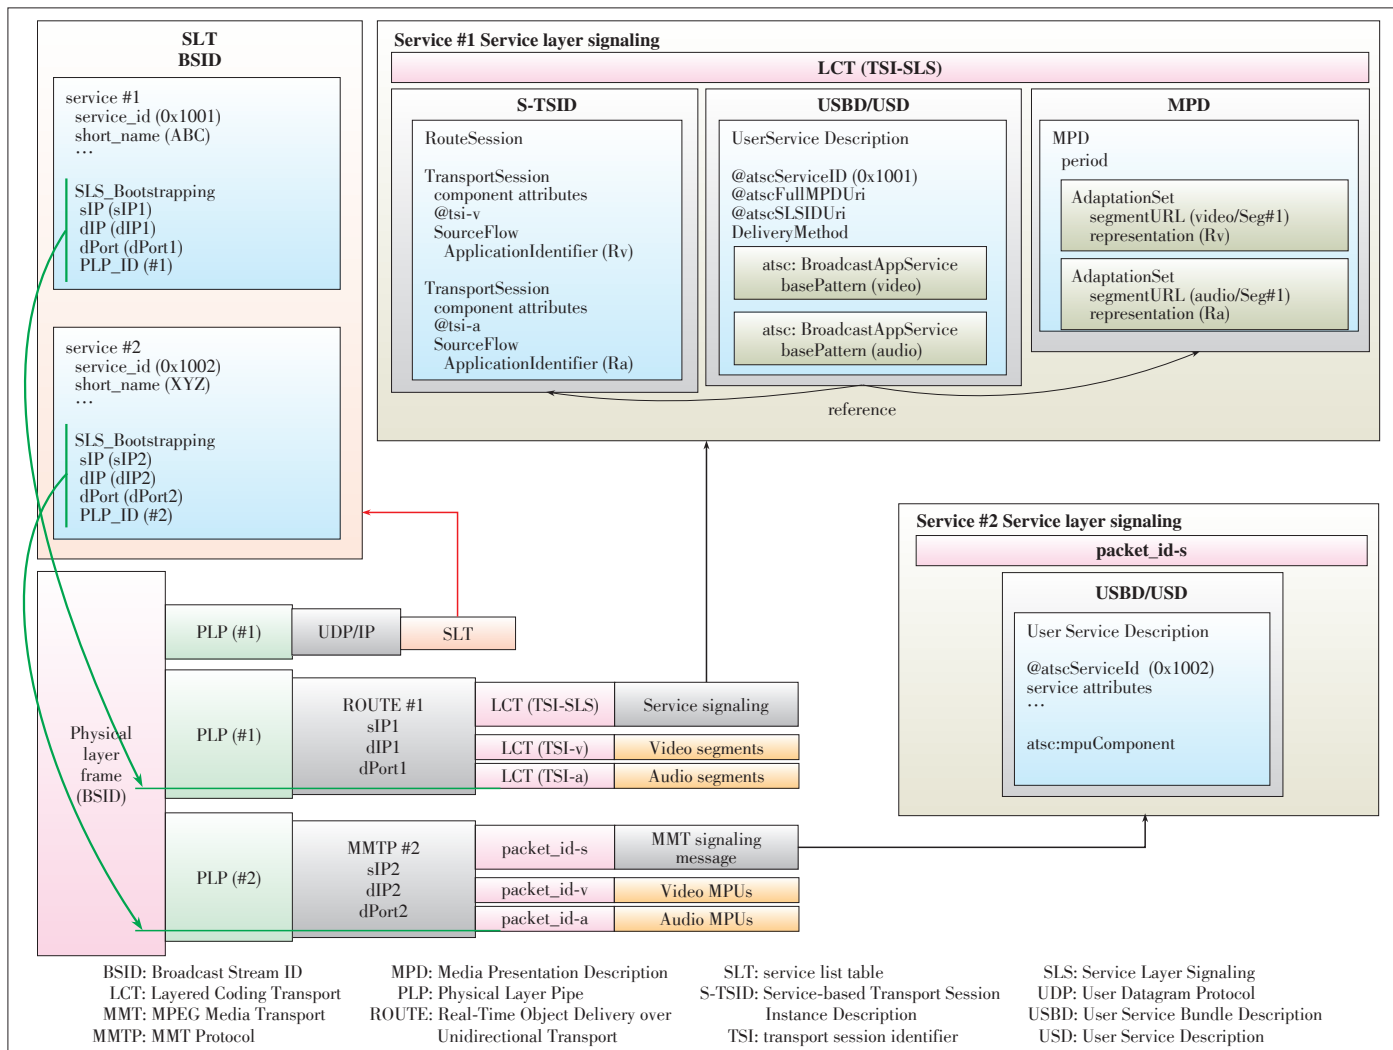 SLT
BSID
service #1
service_id (0x1001)
short_name (ABC)
...
SLS_Bootstrapping
sIP (sIP1)
dIP (dIP1)
dPort (dPort1)
PLP_ID (#1)
service #2
service_id (0x1002)
short_name (XYZ)
...
SLS_Bootstrapping
sIP (sIP2)
dIP (dIP2)
dPort (dPort2)
PLP_ID (#2)
Service #1 Service layer signaling
LCT (TSI-SLS)
S-TSID
RouteSession
TransportSession
component attributes
@tsi-v
SourceFlow
ApplicationIdentifier (Rv)
TransportSession
component attributes
@tsi-a
SourceFlow
ApplicationIdentifier (Ra)
USBD/USD
UserService Description
@atscServiceID (0x1001)
@atscFullMPDUri
@atscSLSIDUri
DeliveryMethod
atsc: BroadcastAppService
basePattern (video)
atsc: BroadcastAppService
basePattern (audio)
MPD
MPD
period
AdaptationSet
segmentURL (video/Seg#1)
representation (Rv)
AdaptationSet
segmentURL (audio/Seg#1)
representation (Ra)
reference
Service #2 Service layer signaling
packet_id-s
USBD/USD
User Service Description
@atscServiceId (0x1002)
service attributes
...
atsc:mpuComponent
Physical
layer
frame
(BSID)
PLP (#1)
UDP/IP
SLT
PLP (#1)
ROUTE #1
sIP1
dIP1
dPort1
LCT (TSI-SLS)
Service signaling
LCT (TSI-v)
Video segments
LCT (TSI-a)
Audio segments
PLP (#2)
MMTP #2
sIP2
dIP2
dPort2
packet_id-s
MMT signaling
message
packet_id-v
Video MPUs
packet_id-a
Audio MPUs
BSID: Broadcast Stream ID
LCT: Layered Coding Transport
MMT: MPEG Media Transport
MMTP: MMT Protocol
MPD: Media Presentation Description
PLP: Physical Layer Pipe
ROUTE: Real-Time Object Delivery over
Unidirectional Transport
SLT: service list table
S-TSID: Service-based Transport Session
Instance Description
TSI: transport session identifier
SLS: Service Layer Signaling
UDP: User Datagram Protocol
USBD: User Service Bundle Description
USD: User Service Description